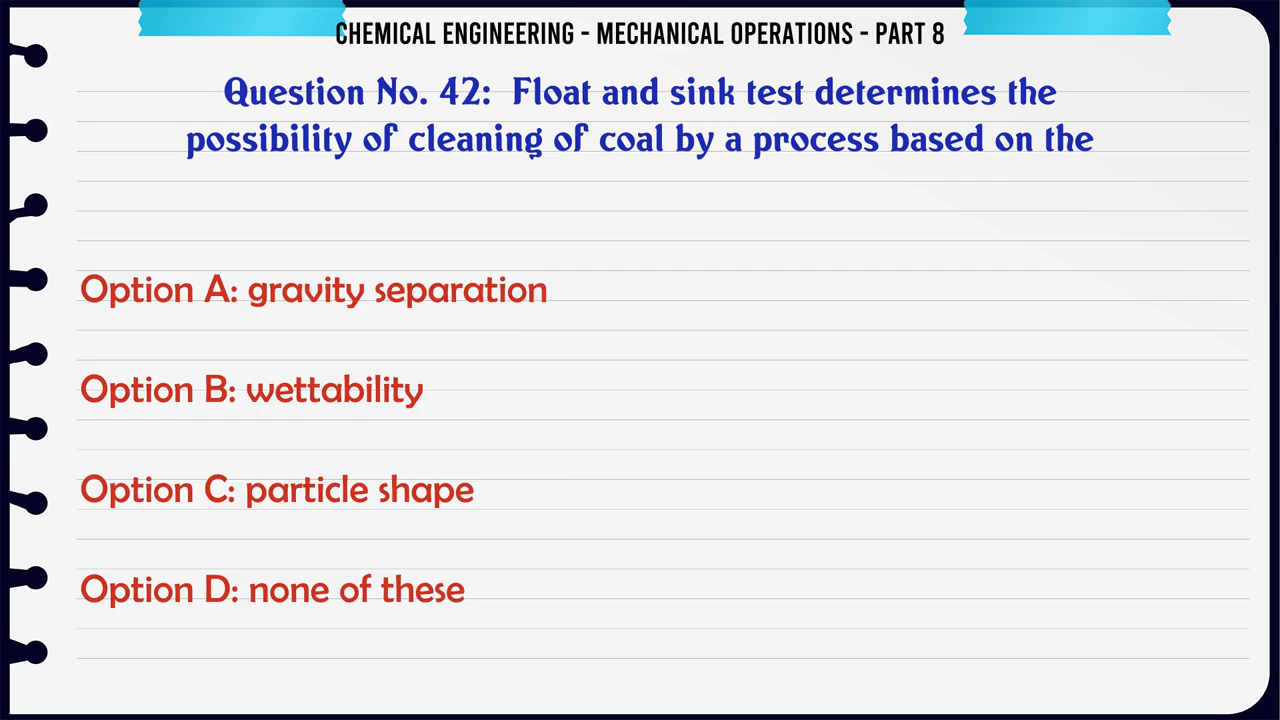 CHEMICAL ENGINEERING - MECHANICAL OPERATIONS - PART 8
Question No. 42: Float and sink test determines the
possibility of cleaning of coal by a process based on the
Option A: gravity separation
Option B: wettability
Option C: particle shape
Option D: none of these